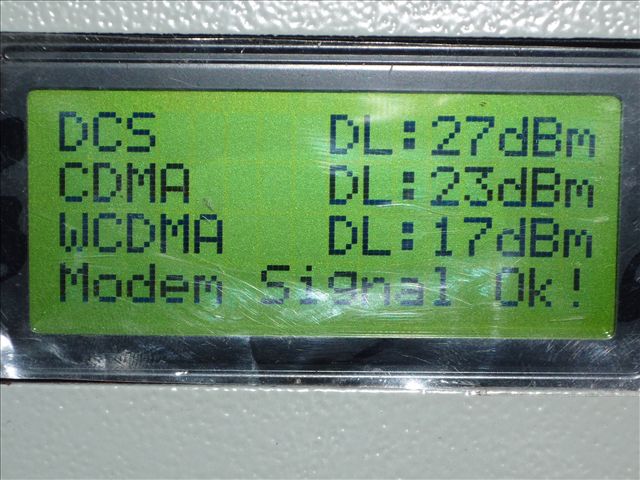 DCS DL:27dBm
CDMA DL:23dBm
WCDMA DL:17dBm
Modem Signal Ok!